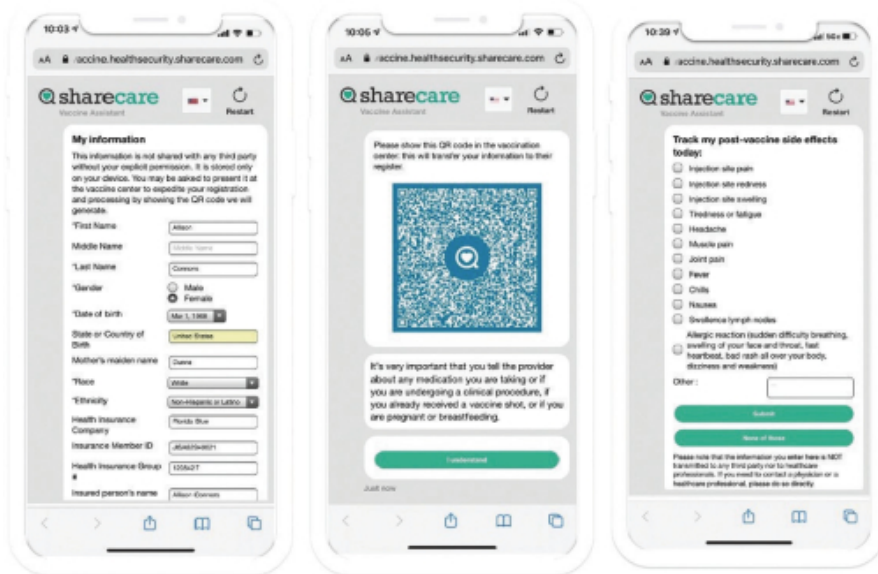 10:03
AA accine.healthsecurity.sharecare.com
sharecare
Vaccine Assistant
Restart
My information
This information is not shared with any third party
without your explicit permission. It is stored only
on your device. You may be asked to present it at
the vaccine center to expedite your registration
and processing by showing the QR code we will
generate.
*First Name
Allison
Middle Name
Middle Name
*Last Name
Connors
*Gender
Male
Female
*Date of birth
Mar 1, 1968
State or Country of
Birth
United States
Mother's maiden name
*Race
White
*Ethnicity
Non-Hispanic or Latino
Health Insurance
Company
Florida Blue
Insurance Member ID
Health Insurance Group
#
Insured person's name
Allison Connors
10:05
AA accine.healthsecurity.sharecare.com
sharecare
Vaccine Assistant
Restart
Please show this QR code in the vaccination
center: this will transfer your information to their
register.
It's very important that you tell the provider
about any medication you are taking or if
you are undergoing a clinical procedure, if
you already received a vaccine shot, or if you
are pregnant or breastfeeding.
I understand
Just now
10:39
AA accine.healthsecurity.sharecare.com
sharecare
Vaccine Assistant
Restart
Track my post-vaccine side effects
today:
Injection site pain
Injection site redness
Injection site swelling
Tiredness or fatigue
Headache
Muscle pain
Joint pain
Fever
Chills
Nausea
Swollence lymph nodes
Allergic reaction (sudden difficulty breathing,
swelling of your face and throat, fast
heartbeat, bad rash all over your body,
dizziness and weakness)
Other :
Submit
None of these
Please note that the information you enter here is NOT
transmitted to any third party nor to healthcare
professionals. If you need to contact a physician or a
healthcare professional, please do so directly.